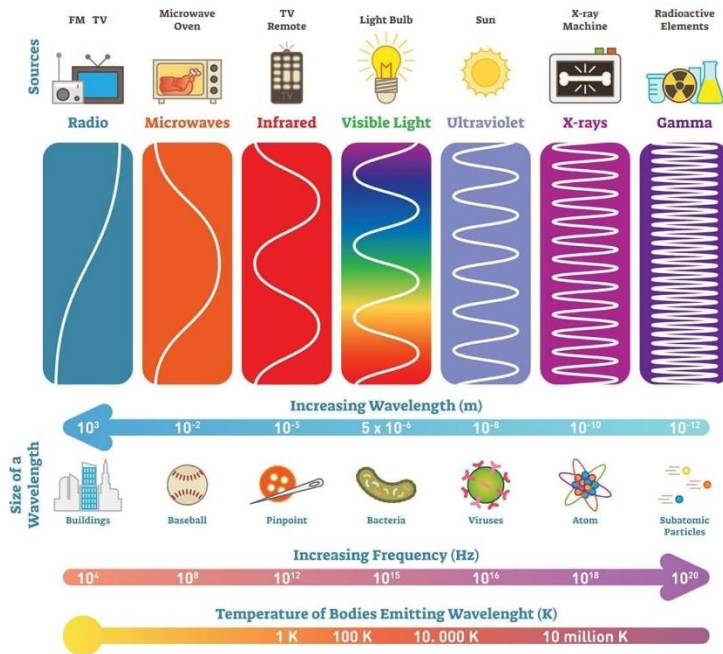 Sources
FM TV
Microwave
Oven
TV
Remote
Light Bulb
Sun
X-ray
Machine
Radioactive
Elements
TV
Radio
Microwaves
Infrared
Visible Light
Ultraviolet
X-rays
Gamma
Increasing Wavelength (m)
10³ 10⁻² 10⁻⁵ 5 x 10⁻⁶ 10⁻⁸ 10⁻¹⁰ 10⁻¹²
Size of a
Wavelength
Buildings
Baseball
Pinpoint
Bacteria
Viruses
Atom
Subatomic
Particles
Increasing Frequency (Hz)
10⁴ 10⁸ 10¹² 10¹⁵ 10¹⁶ 10¹⁸ 10²⁰
Temperature of Bodies Emitting Wavelenght (K)
1 K 100 K 10. 000 K 10 million K